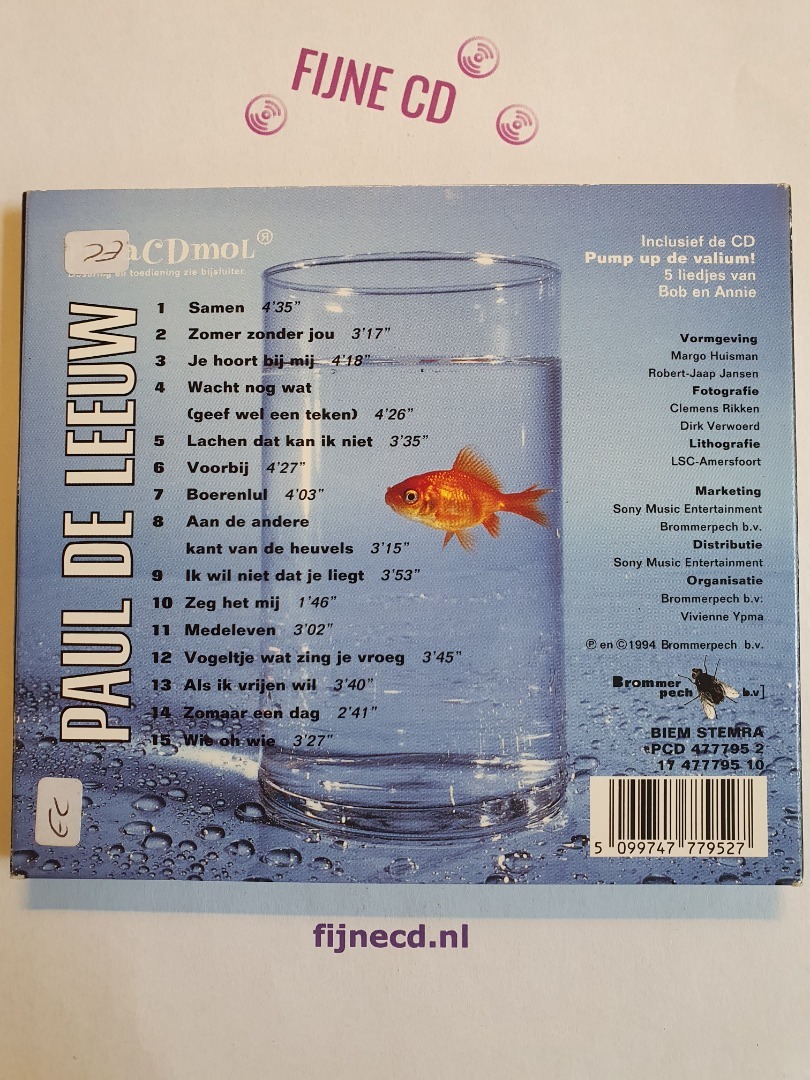 FIJNE CD
aCDmol®
en toediening zie bijsluiter.
PAUL DE LEEUW
1 Samen 4'35"
2 Zomer zonder jou 3'17"
3 Je hoort bij mij 4'18"
4 Wacht nog wat
(geef wel een teken) 4'26"
5 Lachen dat kan ik niet 3'35"
6 Voorbij 4'27"
7 Boerenlul 4'03"
8 Aan de andere
kant van de heuvels 3'15"
9 Ik wil niet dat je liegt 3'53"
10 Zeg het mij 1'46"
11 Medeleven 3'02"
12 Vogeltje wat zing je vroeg 3'45"
13 Als ik vrijen wil 3'40"
14 Zomaar een dag 2'41"
15 Wie oh wie 3'27"
Inclusief de CD
Pump up de valium!
5 liedjes van
Bob en Annie
Vormgeving
Margo Huisman
Robert-Jaap Jansen
Fotografie
Clemens Rikken
Dirk Verwoerd
Lithografie
LSC-Amersfoort
Marketing
Sony Music Entertainment
Brommerpech b.v.
Distributie
Sony Music Entertainment
Organisatie
Brommerpech b.v.
Vivienne Ypma
℗ en ©1994 Brommerpech b.v.
Brommer
pech b.v]
BIEM STEMRA
PCD 477795 2
17 477795 10
5 099747 779527
fijnecd.nl